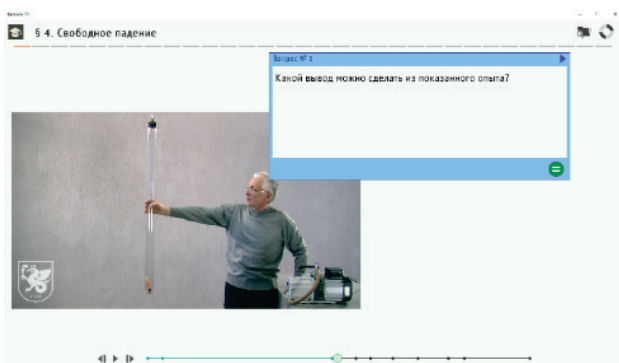 § 4. Свободное падение
Вопрос № 1
Какой вывод можно сделать из показанного опыта?